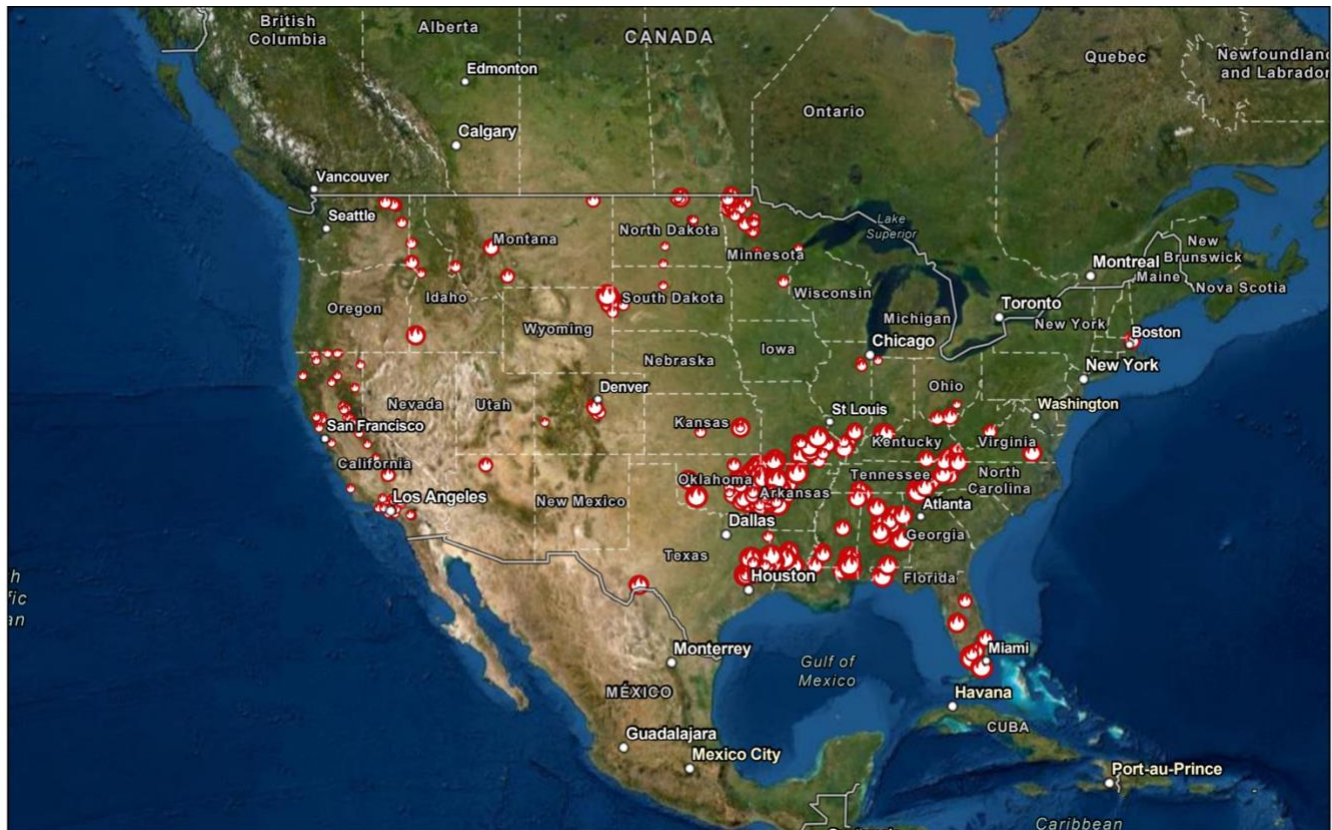 British
Columbia
Alberta
CANADA
Quebec
Newfoundlan
and Labrador
Edmonton
Ontario
Calgary
Vancouver
Seattle
Lake
Superior
Montana
North Dakota
Minnesota
New
Brunswick
Montreal
Maine
Nova Scotia
Oregon
Idaho
South Dakota
Wisconsin
Toronto
Michigan
New York
Wyoming
Boston
Chicago
Iowa
Nebraska
New York
Denver
Ohio
Nevada
Utah
St Louis
Washington
San Francisco
Kansas
Kentucky
Virginia
California
Oklahoma
Tennessee
North
Carolina
Los Angeles
New Mexico
Arkansas
Atlanta
Dallas
Georgia
Texas
Houston
Florida
h
fic
an
Monterrey
Gulf of
Mexico
Miami
MÉXICO
Havana
CUBA
Guadalajara
Mexico City
Port-au-Prince
Caribbean